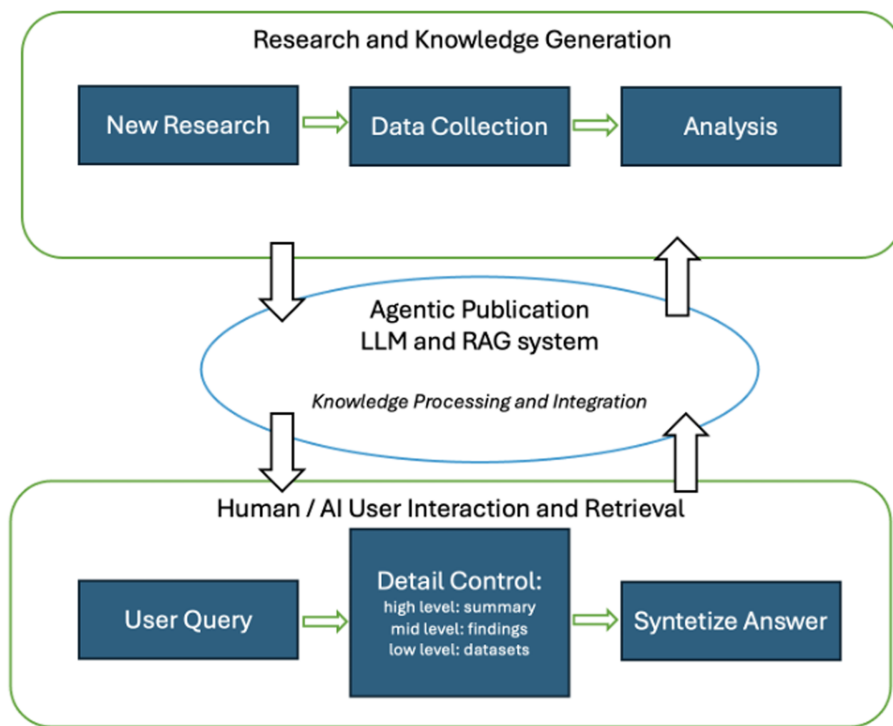 Research and Knowledge Generation
New Research
Data Collection
Analysis
Agentic Publication
LLM and RAG system
Knowledge Processing and Integration
Human / AI User Interaction and Retrieval
User Query
Detail Control:
high level: summary
mid level: findings
low level: datasets
Syntetize Answer